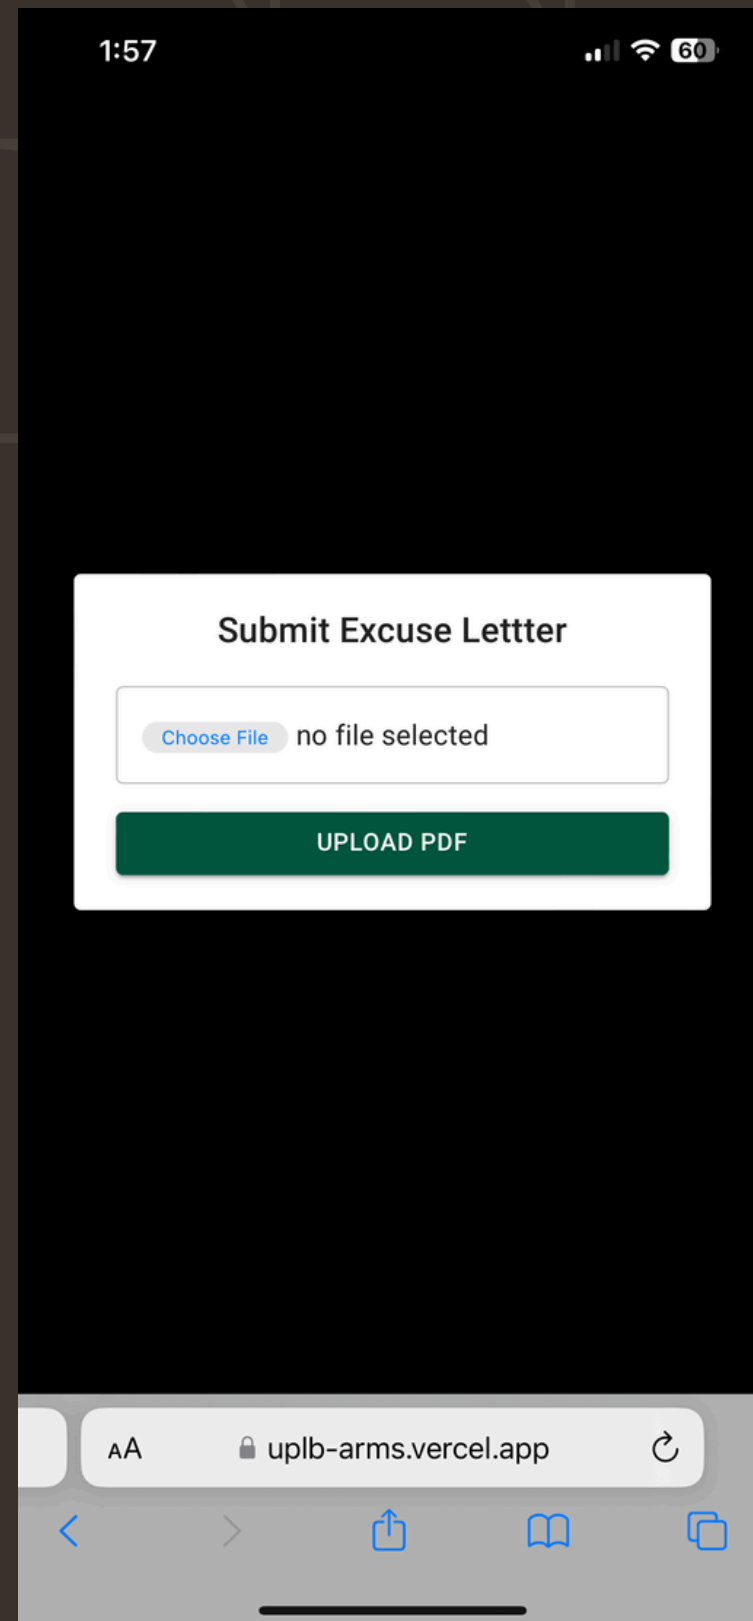 1:57
60
Submit Excuse Lettter
Choose File no file selected
UPLOAD PDF
AA uplb-arms.vercel.app